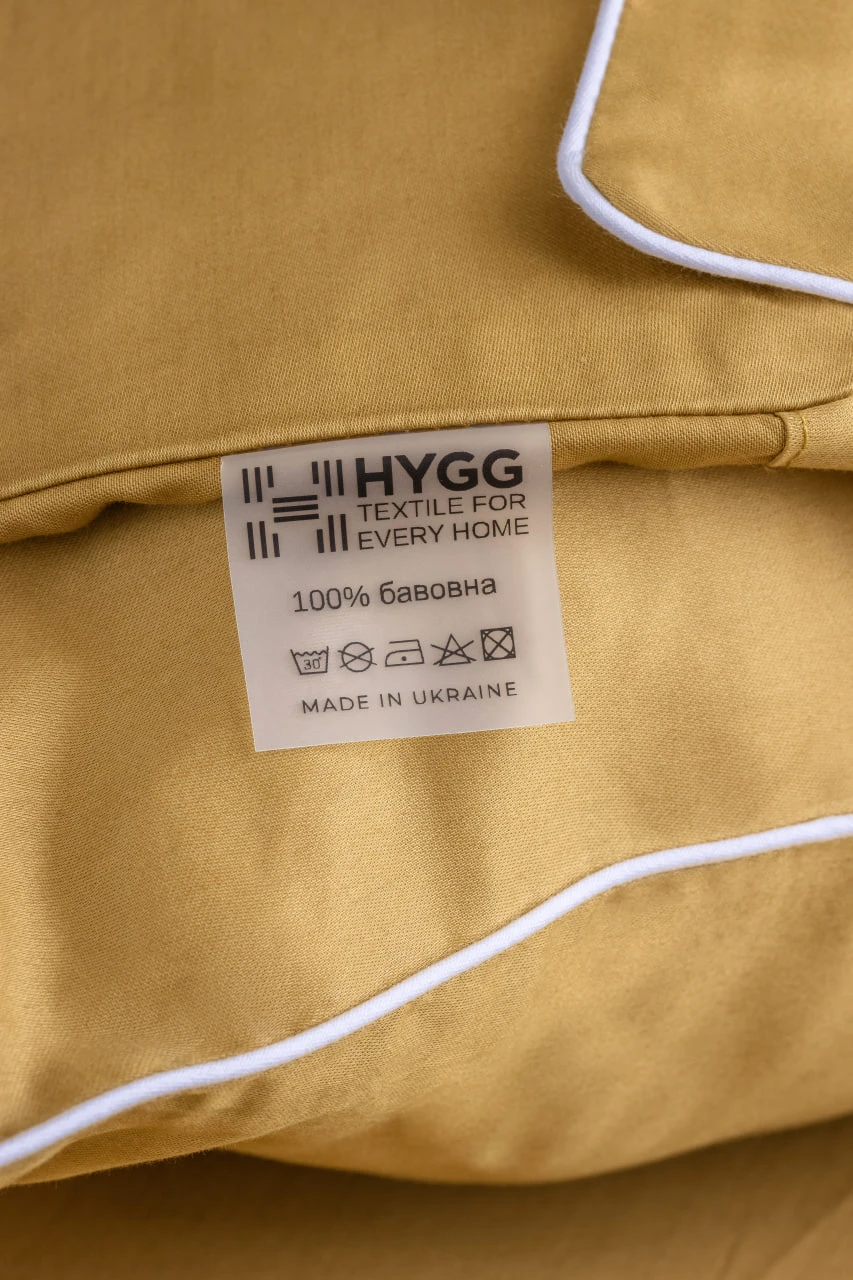 HYGG
TEXTILE FOR
EVERY HOME
100% бавовна
30
MADE IN UKRAINE